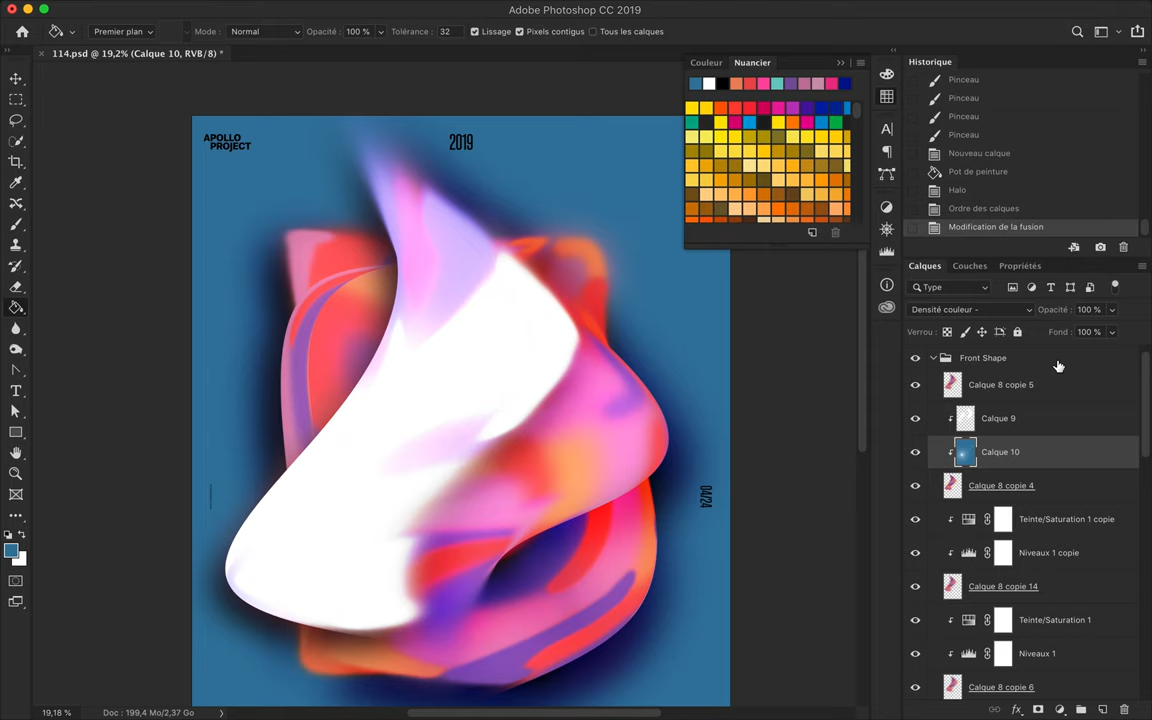 Adobe Photoshop CC 2019
Premier plan
Mode : Normal
Opacité : 100 %
Tolérance : 32
Lissage
Pixels contigus
Tous les calques
114.psd @ 19,2% (Calque 10, RVB/8) *
Couleur
Nuancier
Historique
Pinceau
Pinceau
Pinceau
Pinceau
Nouveau calque
Pot de peinture
Halo
Ordre des calques
Modification de la fusion
APOLLO
PROJECT
2019
04/24
Calques
Couches
Propriétés
Type
Densité couleur -
Opacité : 100 %
Verrou :
Fond : 100 %
Front Shape
Calque 8 copie 5
Calque 9
Calque 10
Calque 8 copie 4
Teinte/Saturation 1 copie
Niveaux 1 copie
Calque 8 copie 14
Teinte/Saturation 1
Niveaux 1
Calque 8 copie 6
19,18 %
Doc : 199,4 Mo/2,37 Go